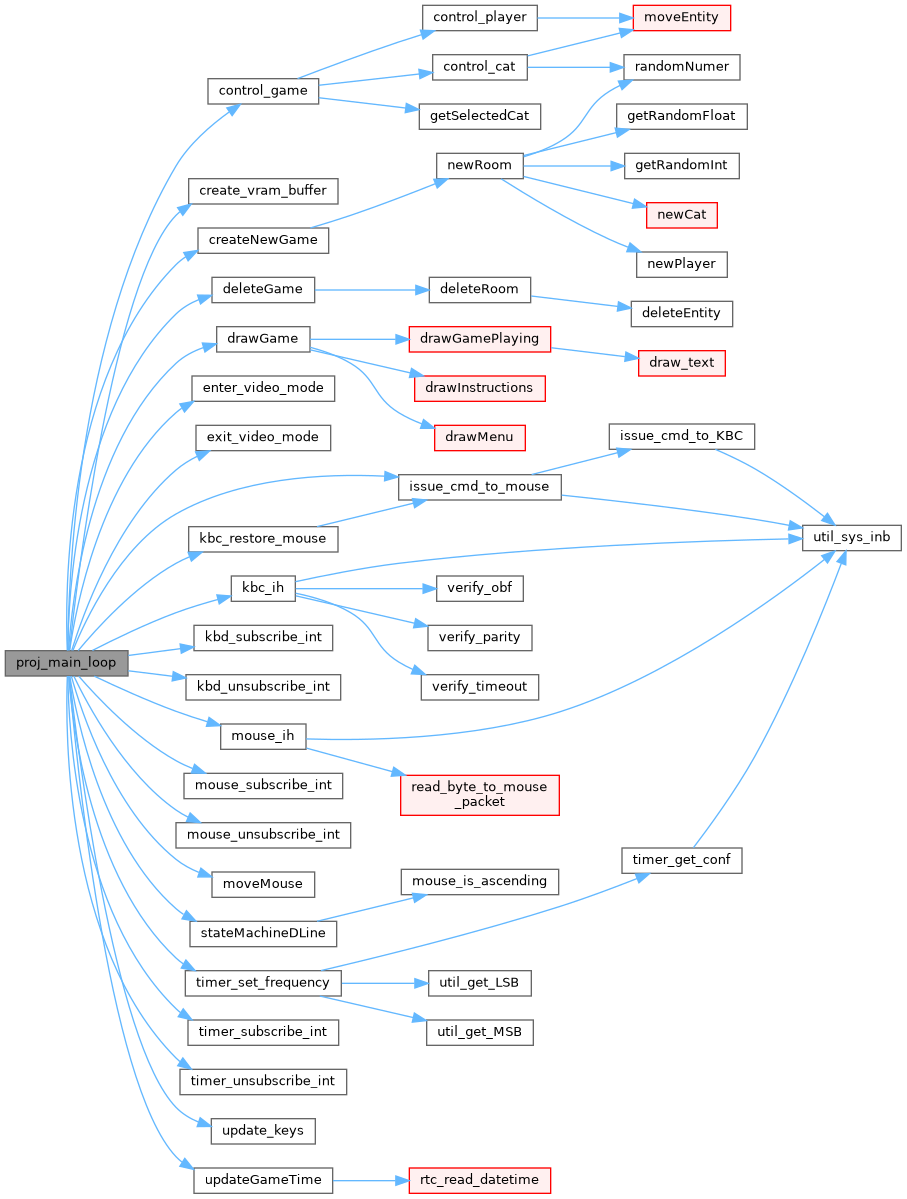 control_player
moveEntity
control_cat
randomNumer
control_game
getSelectedCat
getRandomFloat
newRoom
getRandomInt
create_vram_buffer
newCat
createNewGame
newPlayer
deleteGame
deleteRoom
deleteEntity
drawGame
drawGamePlaying
draw_text
enter_video_mode
drawInstructions
exit_video_mode
drawMenu
issue_cmd_to_KBC
issue_cmd_to_mouse
kbc_restore_mouse
util_sys_inb
kbc_ih
verify_obf
kbd_subscribe_int
verify_parity
proj_main_loop
kbd_unsubscribe_int
verify_timeout
mouse_ih
mouse_subscribe_int
read_byte_to_mouse
_packet
mouse_unsubscribe_int
timer_get_conf
moveMouse
mouse_is_ascending
stateMachineDLine
timer_set_frequency
util_get_LSB
timer_subscribe_int
util_get_MSB
timer_unsubscribe_int
update_keys
updateGameTime
rtc_read_datetime